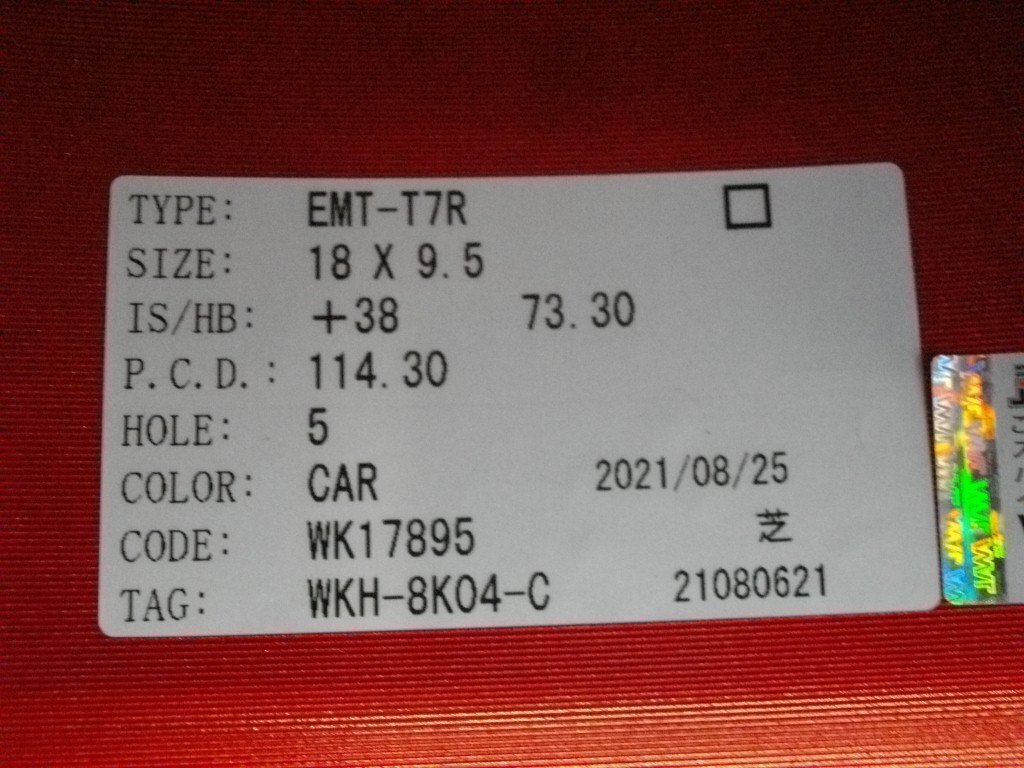 TYPE: EMT-T7R □
SIZE: 18 X 9.5
IS/HB: +38 73.30
P.C.D.: 114.30
HOLE: 5
COLOR: CAR 2021/08/25
CODE: WK17895 芝
TAG: WKH-8K04-C 21080621